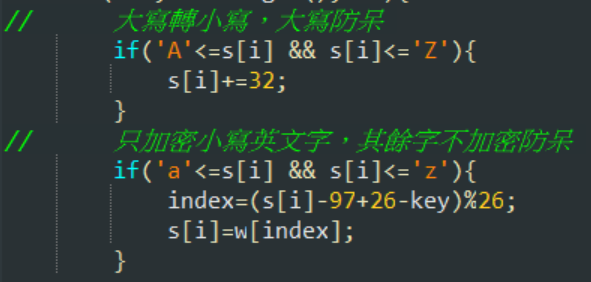 //      大寫轉小寫，大寫防呆
        if('A'<=s[i] && s[i]<='Z'){
            s[i]+=32;
        }
//      只加密小寫英文字，其餘字不加密防呆
        if('a'<=s[i] && s[i]<='z'){
            index=(s[i]-97+26-key)%26;
            s[i]=w[index];
        }